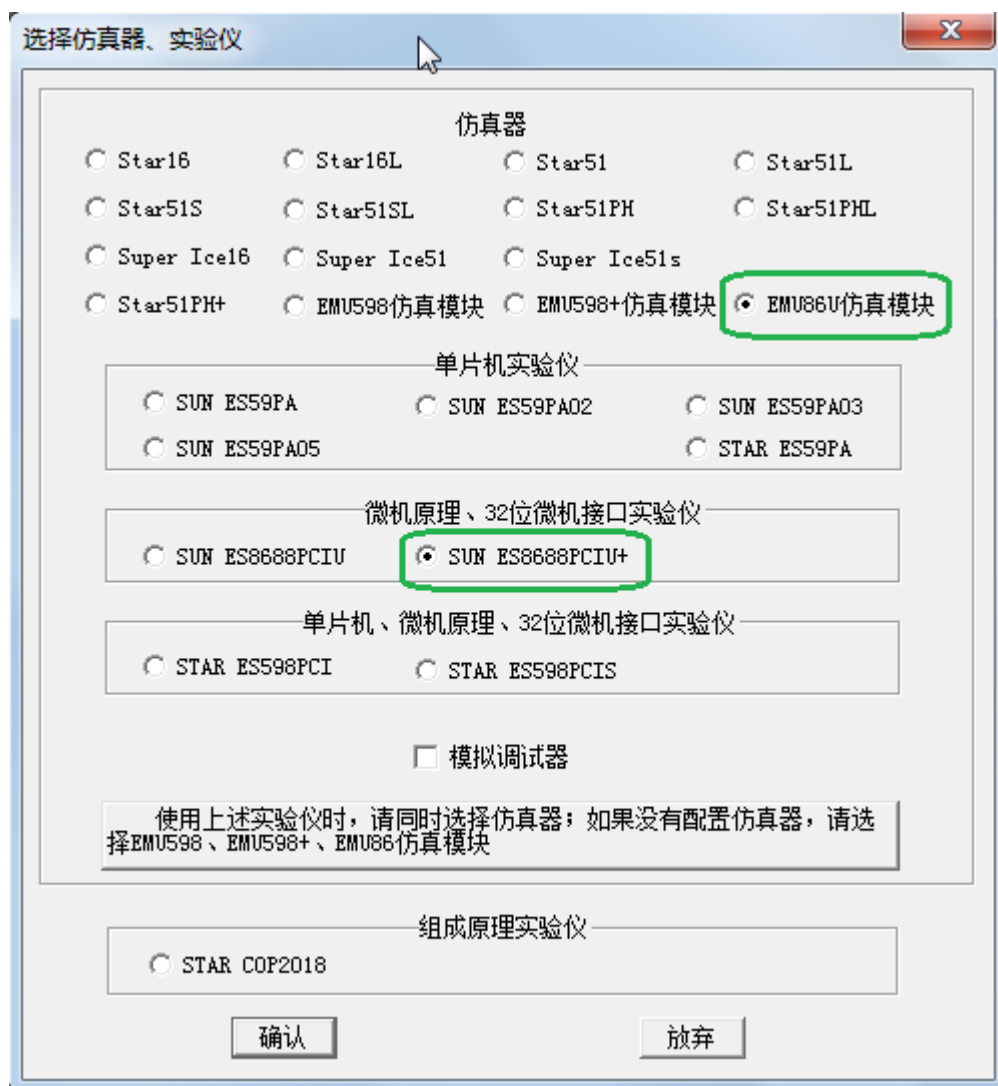 选择仿真器、实验仪
仿真器
Star16 Star16L Star51 Star51L
Star51S Star51SL Star51PH Star51PHL
Super Ice16 Super Ice51 Super Ice51s
Star51PH+ EMU598仿真模块 EMU598+仿真模块 EMU86U仿真模块
单片机实验仪
SUN ES59PA SUN ES59PA02 SUN ES59PA03
SUN ES59PA05 STAR ES59PA
微机原理、32位微机接口实验仪
SUN ES8688PCIU SUN ES8688PCIU+
单片机、微机原理、32位微机接口实验仪
STAR ES598PCI STAR ES598PCIS
模拟调试器
使用上述实验仪时，请同时选择仿真器；如果没有配置仿真器，请选
择EMU598、EMU598+、EMU86仿真模块
组成原理实验仪
STAR COP2018
确认 放弃